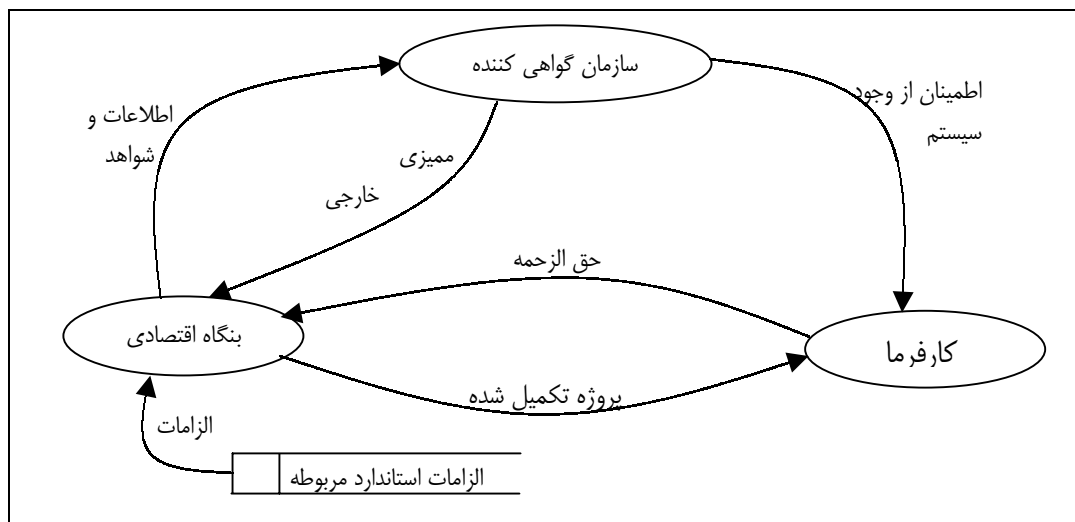 سازمان گواهی کننده
اطمینان از وجود
سیستم
اطلاعات و
شواهد
ممیزی
خارجی
حق الزحمه
بنگاه اقتصادی
کارفرما
پروژه تکمیل شده
الزامات
الزامات استاندارد مربوطه